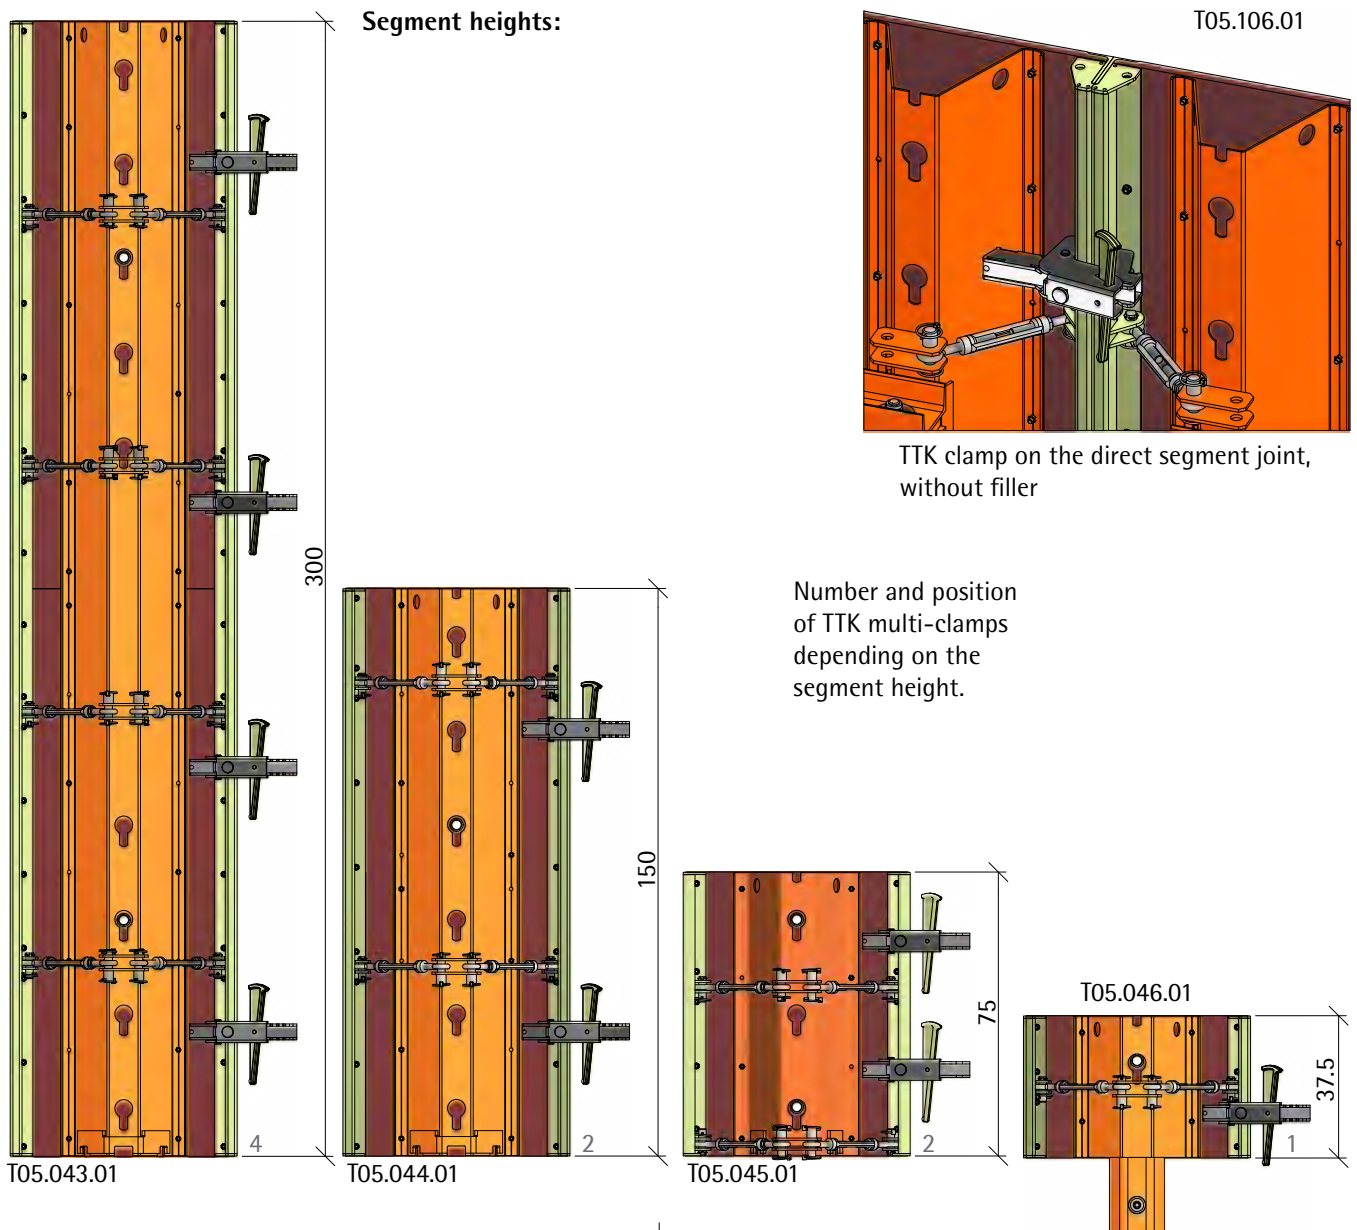 Segment heights:
T05.106.01
TTK clamp on the direct segment joint,
without filler
300
Number and position
of TTK multi-clamps
depending on the
segment height.
150
75
T05.046.01
37.5
4
2
2
1
T05.043.01
T05.044.01
T05.045.01